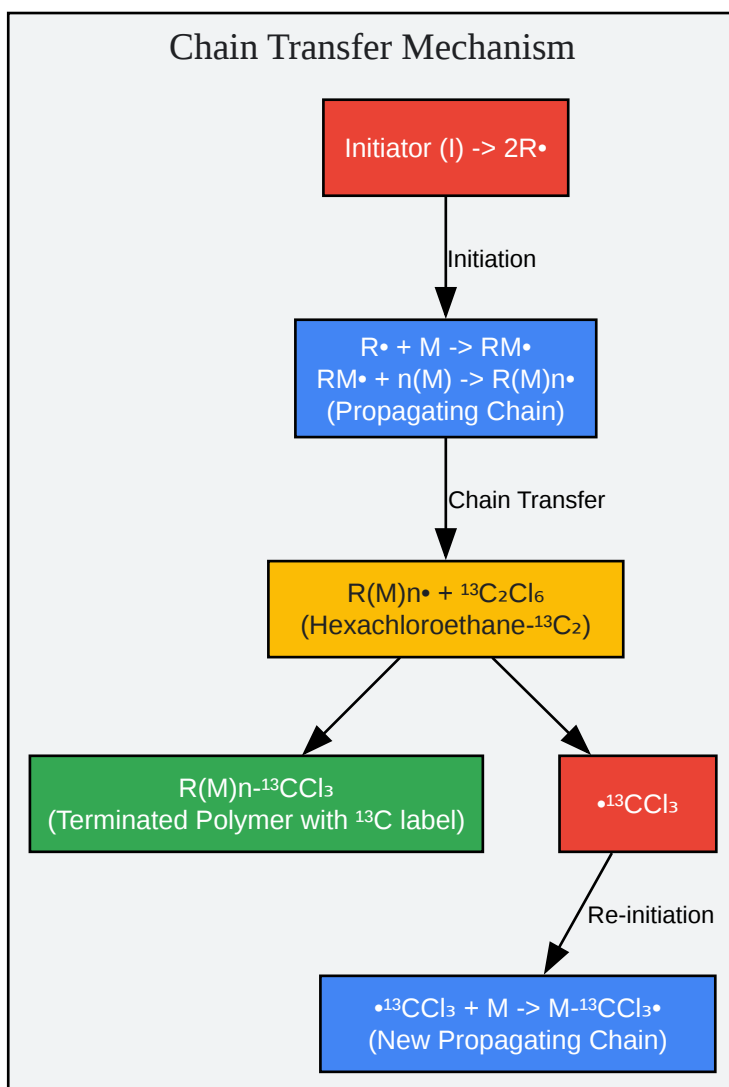 Chain Transfer Mechanism
Initiator (I) -> 2R•
Initiation
R• + M -> RM•
RM• + n(M) -> R(M)n•
(Propagating Chain)
Chain Transfer
R(M)n• + ¹³C₂Cl₆
(Hexachloroethane-¹³C₂)
R(M)n-¹³CCl₃
(Terminated Polymer with ¹³C label)
•¹³CCl₃
Re-initiation
•¹³CCl₃ + M -> M-¹³CCl₃•
(New Propagating Chain)